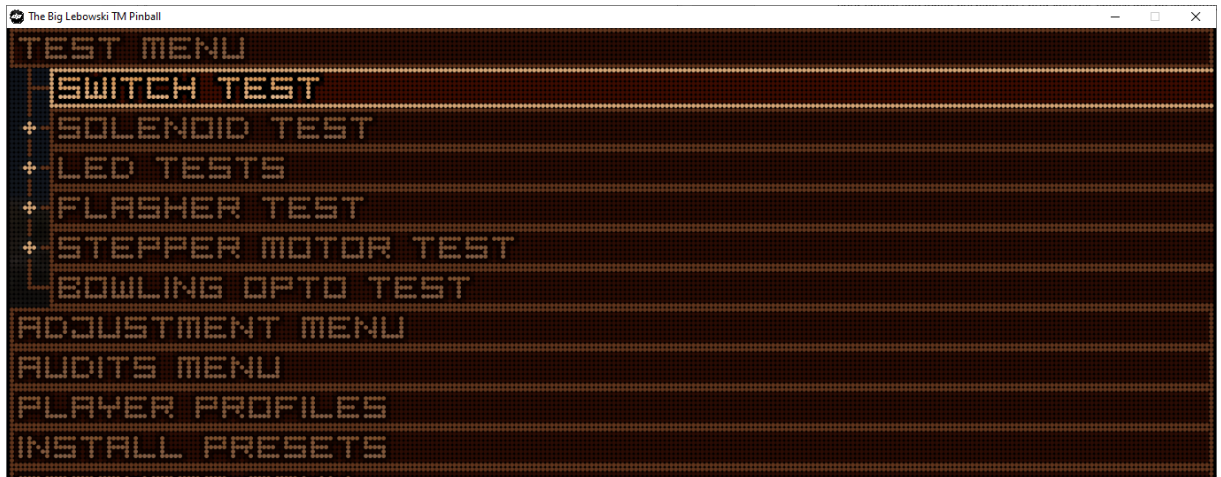 The Big Lebowski TM Pinball
TEST MENU
SWITCH TEST
SOLENOID TEST
LED TESTS
FLASHER TEST
STEPPER MOTOR TEST
BOWLING OPTO TEST
ADJUSTMENT MENU
AUDITS MENU
PLAYER PROFILES
INSTALL PRESETS